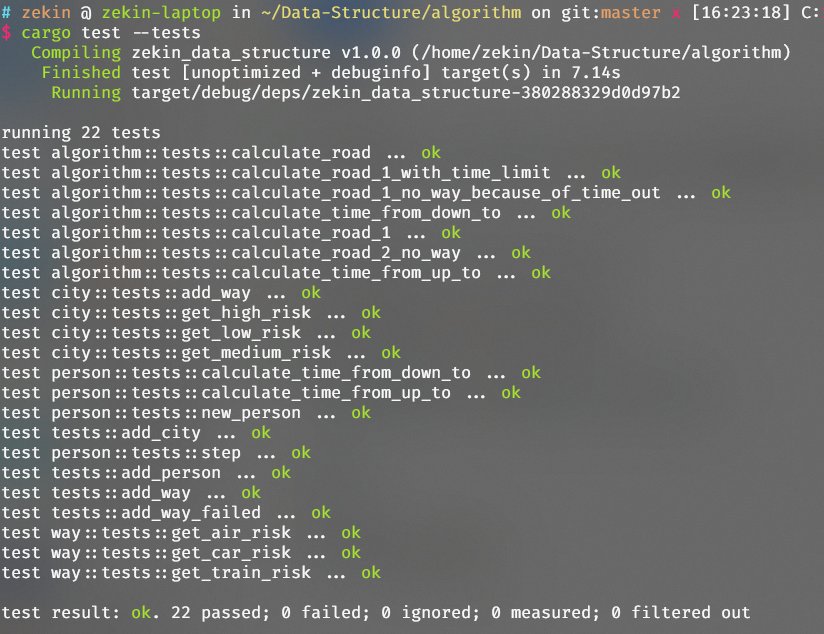 # zekin @ zekin-laptop in ~/Data-Structure/algorithm on git:master x [16:23:18] C:
$ cargo test --tests
Compiling zekin_data_structure v1.0.0 (/home/zekin/Data-Structure/algorithm)
Finished test [unoptimized + debuginfo] target(s) in 7.14s
Running target/debug/deps/zekin_data_structure-380288329d0d97b2
running 22 tests
test algorithm::tests::calculate_road ... ok
test algorithm::tests::calculate_road_1_with_time_limit ... ok
test algorithm::tests::calculate_road_1_no_way_because_of_time_out ... ok
test algorithm::tests::calculate_time_from_down_to ... ok
test algorithm::tests::calculate_road_1 ... ok
test algorithm::tests::calculate_road_2_no_way ... ok
test algorithm::tests::calculate_time_from_up_to ... ok
test city::tests::add_way ... ok
test city::tests::get_high_risk ... ok
test city::tests::get_low_risk ... ok
test city::tests::get_medium_risk ... ok
test person::tests::calculate_time_from_down_to ... ok
test person::tests::calculate_time_from_up_to ... ok
test person::tests::new_person ... ok
test tests::add_city ... ok
test person::tests::step ... ok
test tests::add_person ... ok
test tests::add_way ... ok
test tests::add_way_failed ... ok
test way::tests::get_air_risk ... ok
test way::tests::get_car_risk ... ok
test way::tests::get_train_risk ... ok
test result: ok. 22 passed; 0 failed; 0 ignored; 0 measured; 0 filtered out